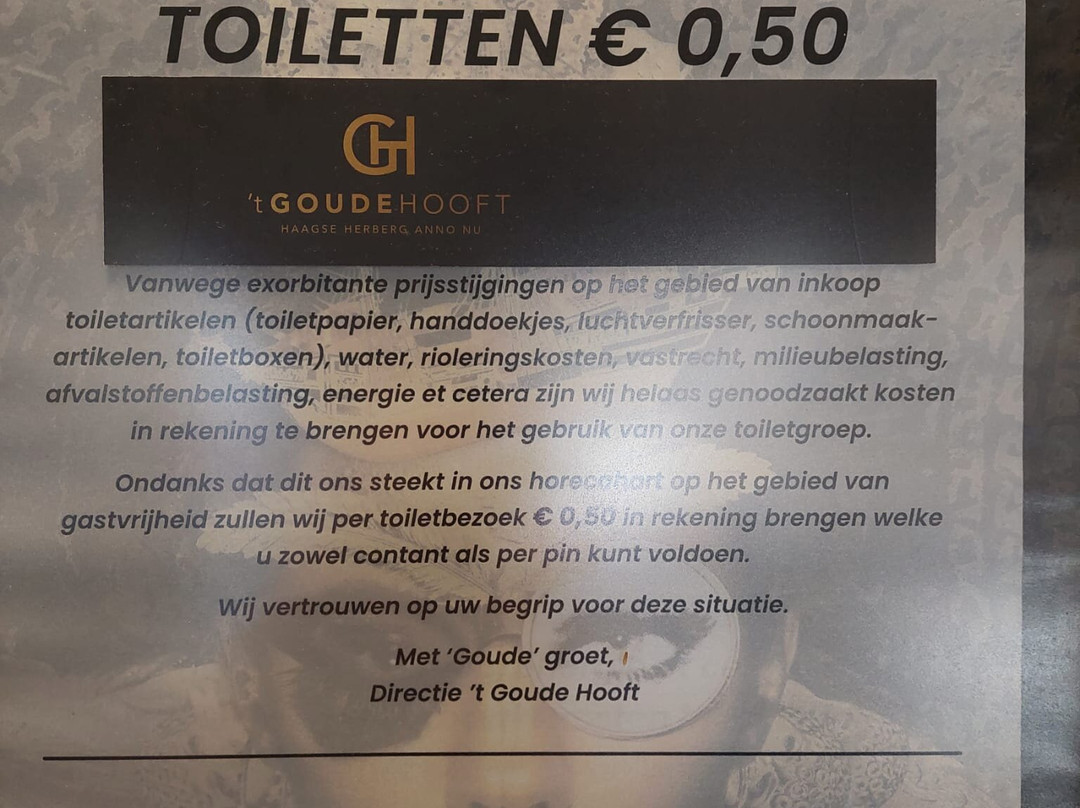 TOILETTEN € 0,50
GH
't GOUDEHOOFT
HAAGSE HERBERG ANNO NU
Vanwege exorbitante prijsstijgingen op het gebied van inkoop
toiletartikelen (toiletpapier, handdoekjes, luchtverfrisser, schoonmaak-
artikelen, toiletboxen), water, rioleringskosten, vastrecht, milieubelasting,
afvalstoffenbelasting, energie et cetera zijn wij helaas genoodzaakt kosten
in rekening te brengen voor het gebruik van onze toiletgroep.
Ondanks dat dit ons steekt in ons horecahart op het gebied van
gastvrijheid zullen wij per toiletbezoek € 0,50 in rekening brengen welke
u zowel contant als per pin kunt voldoen.
Wij vertrouwen op uw begrip voor deze situatie.
Met 'Goude' groet,
Directie 't Goude Hooft